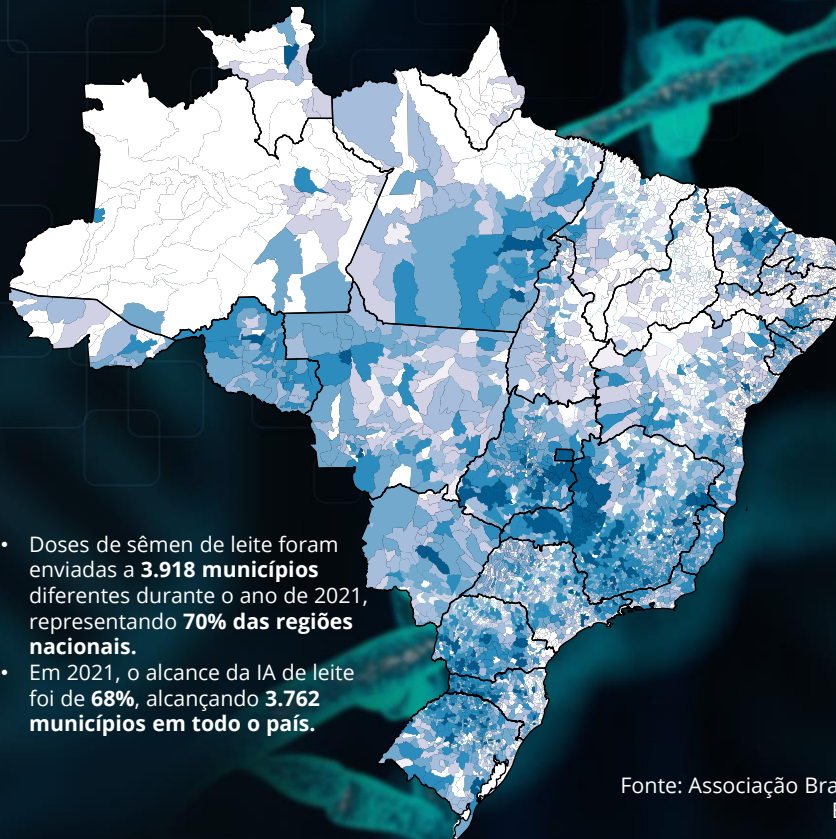 • Doses de sêmen de leite foram
enviadas a 3.918 municípios
diferentes durante o ano de 2021,
representando 70% das regiões
nacionais.
• Em 2021, o alcance da IA de leite
foi de 68%, alcançando 3.762
municípios em todo o país.
Fonte: Associação Bra